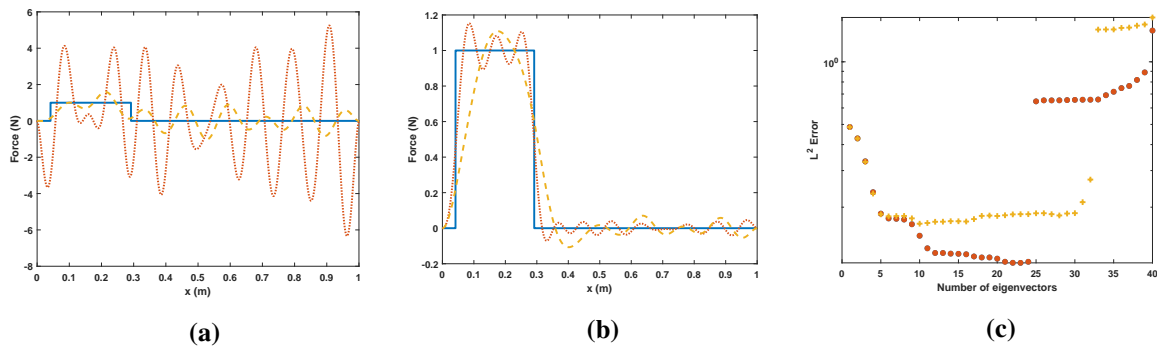 8
6
4
2
0
-2
-4
-6
-8
Force (N)
0 0.1 0.2 0.3 0.4 0.5 0.6 0.7 0.8 0.9 1
x (m)
(a)
1.2
1
0.8
0.6
0.4
0.2
0
-0.2
Force (N)
0 0.1 0.2 0.3 0.4 0.5 0.6 0.7 0.8 0.9 1
x (m)
(b)
10⁰
L² Error
0 5 10 15 20 25 30 35 40
Number of eigenvectors
(c)